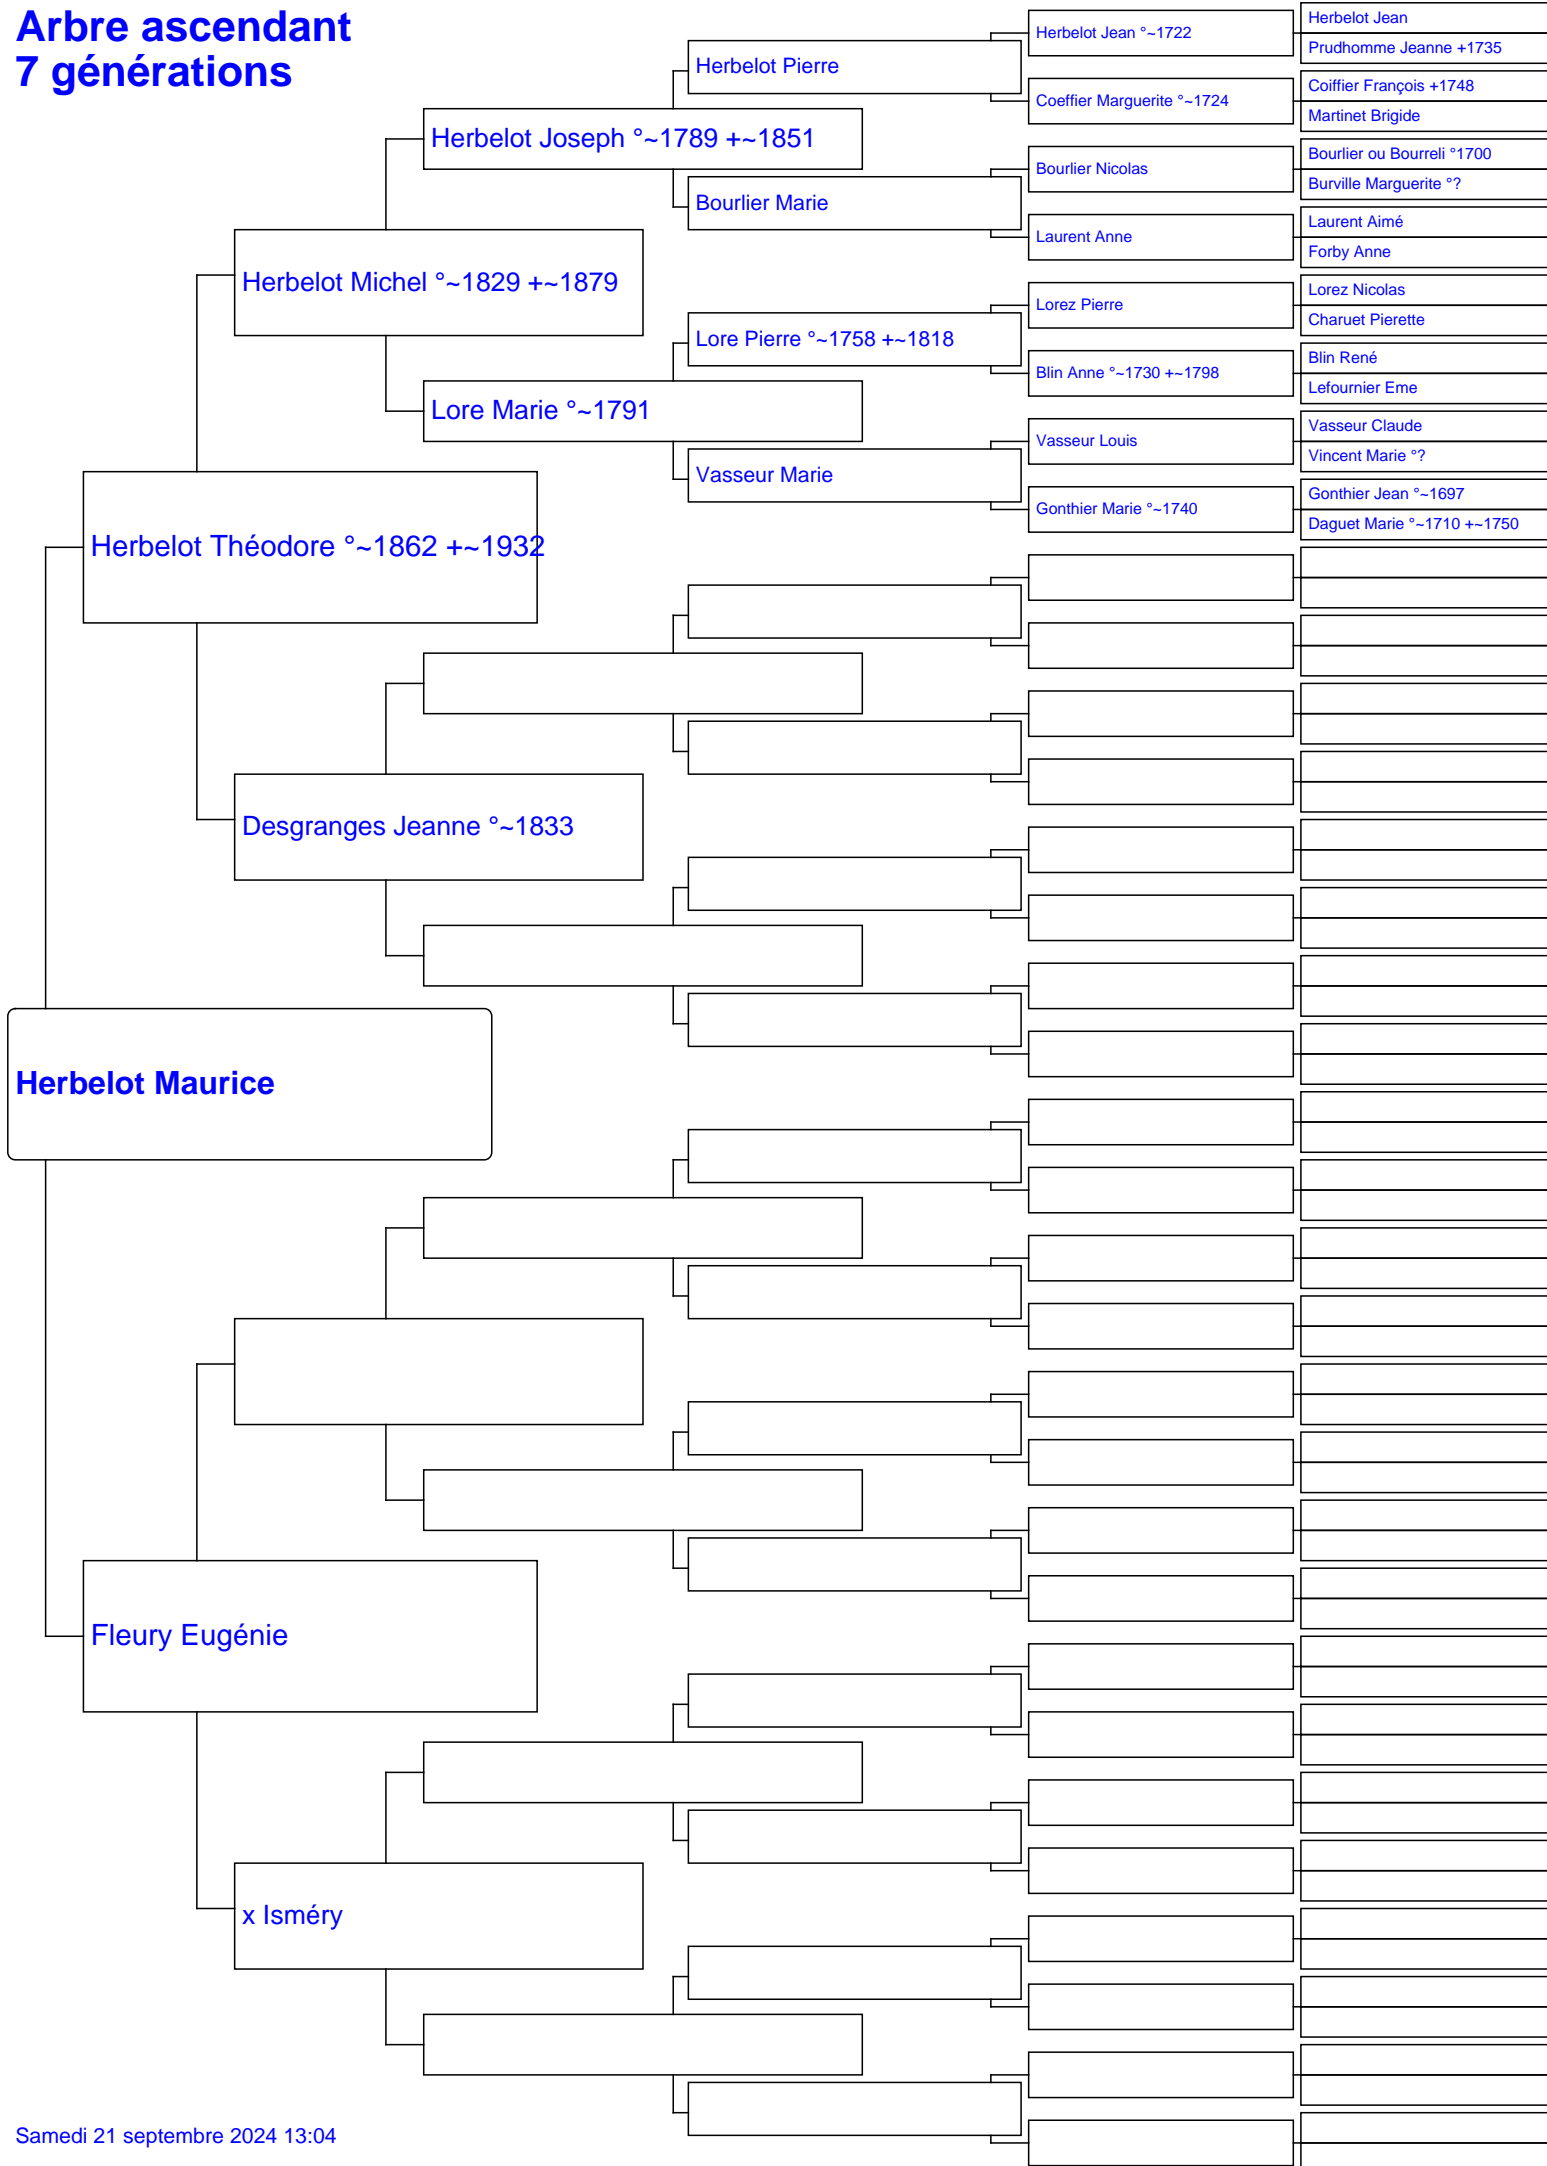 Arbre ascendant
7 générations
Herbelot Maurice
Herbelot Théodore °~1862 +~1932
Fleury Eugénie
Herbelot Michel °~1829 +~1879
Desgranges Jeanne °~1833
x Isméry
Herbelot Joseph °~1789 +~1851
Lore Marie °~1791
Herbelot Pierre
Bourlier Marie
Lore Pierre °~1758 +~1818
Vasseur Marie
Herbelot Jean °~1722
Coeffier Marguerite °~1724
Bourlier Nicolas
Laurent Anne
Lorez Pierre
Blin Anne °~1730 +~1798
Vasseur Louis
Gonthier Marie °~1740
Herbelot Jean
Prudhomme Jeanne +1735
Coiffier François +1748
Martinet Brigide
Bourlier ou Bourreli °1700
Burville Marguerite °?
Laurent Aimé
Forby Anne
Lorez Nicolas
Charuet Pierette
Blin René
Lefournier Eme
Vasseur Claude
Vincent Marie °?
Gonthier Jean °~1697
Daguet Marie °~1710 +~1750
Samedi 21 septembre 2024 13:04